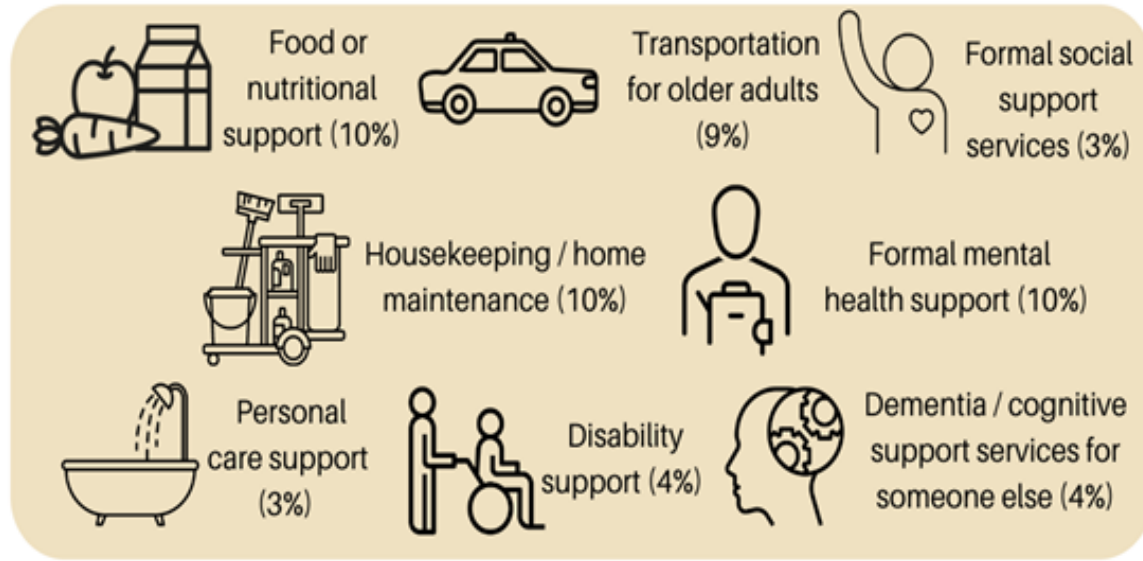 Food or
nutritional
support (10%)
Transportation
for older adults
(9%)
Formal social
support
services (3%)
Housekeeping / home
maintenance (10%)
Formal mental
health support (10%)
Personal
care support
(3%)
Disability
support (4%)
Dementia / cognitive
support services for
someone else (4%)